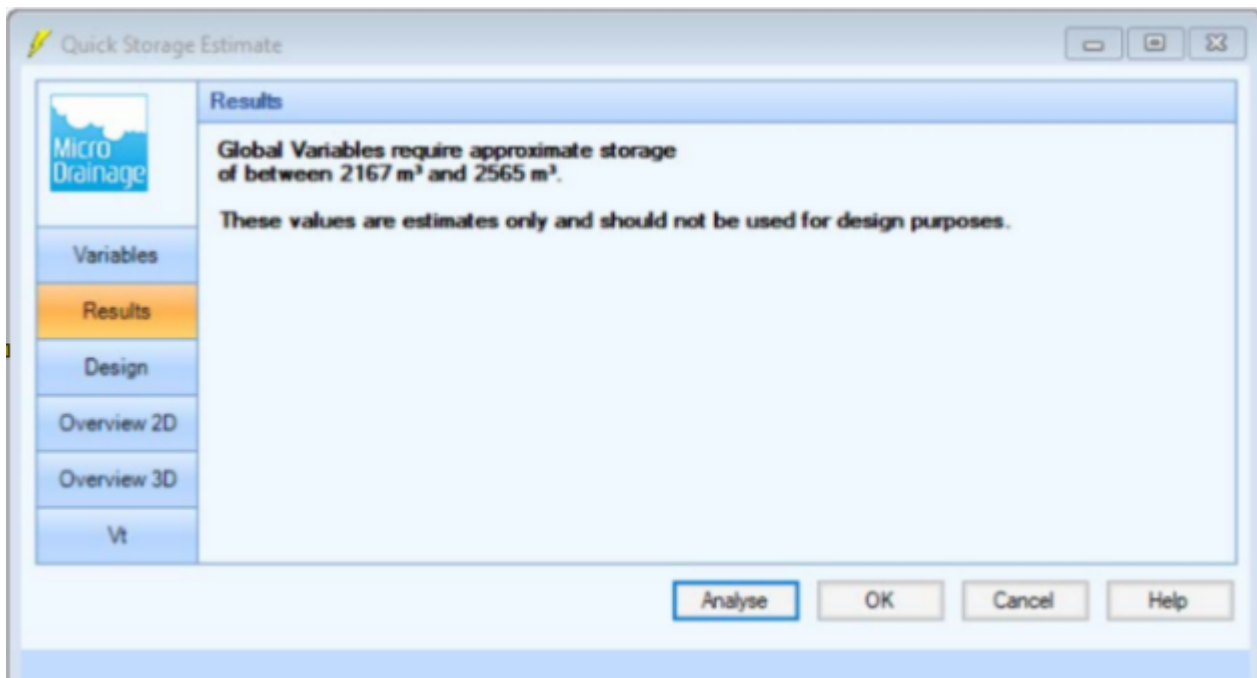 Quick Storage Estimate
Micro
Drainage
Results
Global Variables require approximate storage
of between 2167 m³ and 2565 m³.
These values are estimates only and should not be used for design purposes.
Variables
Results
Design
Overview 2D
Overview 3D
Vt
Analyse OK Cancel Help